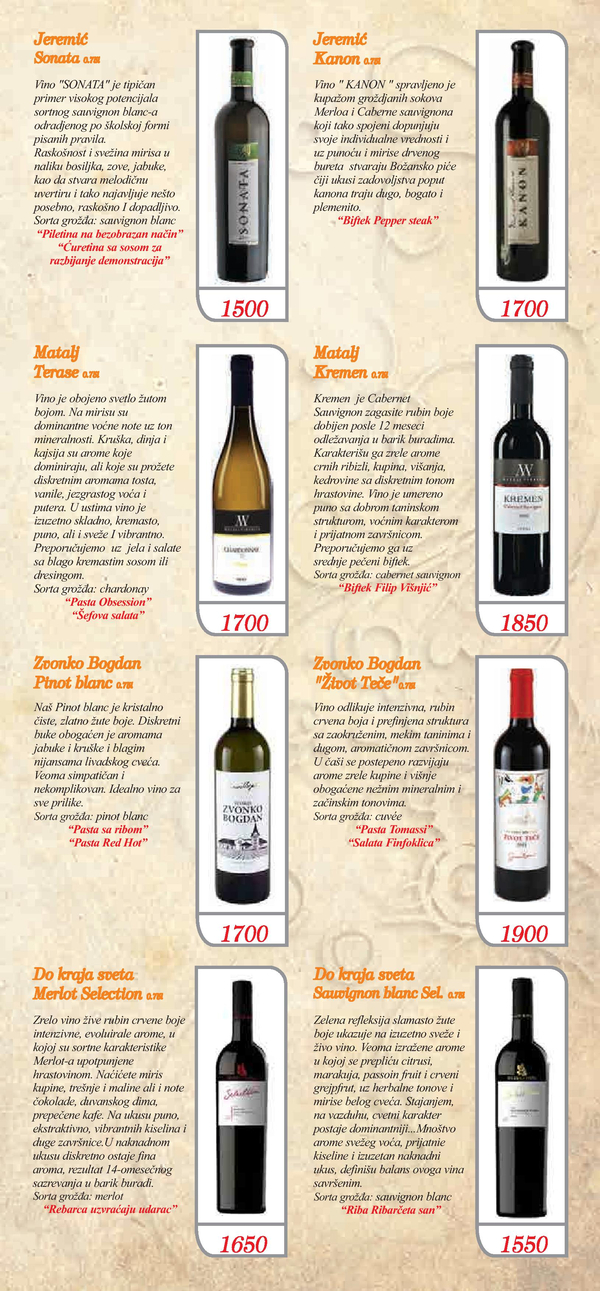 Jeremić
Sonata 0.75l
Vino "SONATA" je tipičan
primer visokog potencijala
sortnog sauvignon blanc-a
odradjenog po školskoj formi
pisanih pravila.
Raskošnost i svežina mirisa u
naliku bosiljka, zove, jabuke,
kao da stvara melodičnu
uvertiru i tako najavljuje nešto
posebno, raskošno I dopadljivo.
Sorta grožđa: sauvignon blanc
“Piletina na bezobrazan način”
“Ćuretina sa sosom za
razbijanje demonstracija”
SONATA
1500
Jeremić
Kanon 0.75l
Vino " KANON " spravljeno je
kupažom groždjanih sokova
Merloa i Caberne sauvignona
koji tako spojeni dopunjuju
svoje individualne vrednosti i
uz punoću i mirise drvenog
bureta stvaraju Božansko piće
čiji ukusi zadovoljstva poput
kanona traju dugo, bogato i
plemenito.
“Biftek Pepper steak”
KANON
1700
Matalj
Terase 0.75l
Vino je obojeno svetlo žutom
bojom. Na mirisu su
dominantne voćne note uz ton
mineralnosti. Kruška, dinja i
kajsija su arome koje
dominiraju, ali koje su prožete
diskretnim aromama tosta,
vanile, jezgrastog voća i
putera. U ustima vino je
izuzetno skladno, kremasto,
puno, ali i sveže I vibrantno.
Preporučujemo uz jela i salate
sa blago kremastim sosom ili
dresingom.
Sorta grožđa: chardonay
“Pasta Obsession”
“Šefova salata”
CHARDONNAY
1700
Matalj
Kremen 0.75l
Kremen je Cabernet
Sauvignon zagasite rubin boje
dobijen posle 12 meseci
odležavanja u barik buradima.
Karakterišu ga zrele arome
crnih ribizli, kupina, višanja,
kedrovine sa diskretnim tonom
hrastovine. Vino je umereno
puno sa dobrom taninskom
strukturom, voćnim karakterom
i prijatnom završnicom.
Preporučujemo ga uz
srednje pečeni biftek.
Sorta grožđa: cabernet sauvignon
“Biftek Filip Višnjić”
KREMEN
Cabernet Sauvignon
1850
Zvonko Bogdan
Pinot blanc 0.75l
Naš Pinot blanc je kristalno
čiste, zlatno žute boje. Diskretni
buke obogaćen je aromama
jabuke i kruške i blagim
nijansama livadskog cveća.
Veoma simpatičan i
nekomplikovan. Idealno vino za
sve prilike.
Sorta grožđa: pinot blanc
“Pasta sa ribom”
“Pasta Red Hot”
ZVONKO
BOGDAN
1700
Zvonko Bogdan
"Život Teče" 0.75l
Vino odlikuje intenzivna, rubin
crvena boja i prefinjena struktura
sa zaokruženim, mekim taninima i
dugom, aromatičnom završnicom.
U čaši se postepeno razvijaju
arome zrele kupine i višnje
obogaćene nežnim mineralnim i
začinskim tonovima.
Sorta grožđa: cuvée
“Pasta Tomassi”
“Salata Finfoklica”
ŽIVOT TEČE
1900
Do kraja sveta
Merlot Selection 0.75l
Zrelo vino žive rubin crvene boje
intenzivne, evoluirale arome, u
kojoj su sortne karakteristike
Merlot-a upotpunjene
hrastovinom. Naćićete miris
kupine, trešnje i maline ali i note
čokolade, duvanskog dima,
prepečene kafe. Na ukusu puno,
ekstraktivno, vibrantnih kiselina i
duge završnice.U naknadnom
ukusu diskretno ostaje fina
aroma, rezultat 14-omesečnog
sazrevanja u barik buradi.
Sorta grožđa: merlot
“Rebarca uzvraćaju udarac”
Selection
1650
Do kraja sveta
Sauvignon blanc Sel. 0.75l
Zelena refleksija slamasto žute
boje ukazuje na izuzetno sveže i
živo vino. Veoma izražene arome
u kojoj se prepliću citrusi,
marakuja, passoin fruit i crveni
grejpfrut, uz herbalne tonove i
mirise belog cveća. Stajanjem,
na vazduhu, cvetni karakter
postaje dominantniji...Mnoštvo
arome svežeg voća, prijatnie
kiseline i izuzetan naknadni
ukus, definišu balans ovoga vina
savršenim.
Sorta grožđa: sauvignon blanc
“Riba Ribarčeta san”
1550